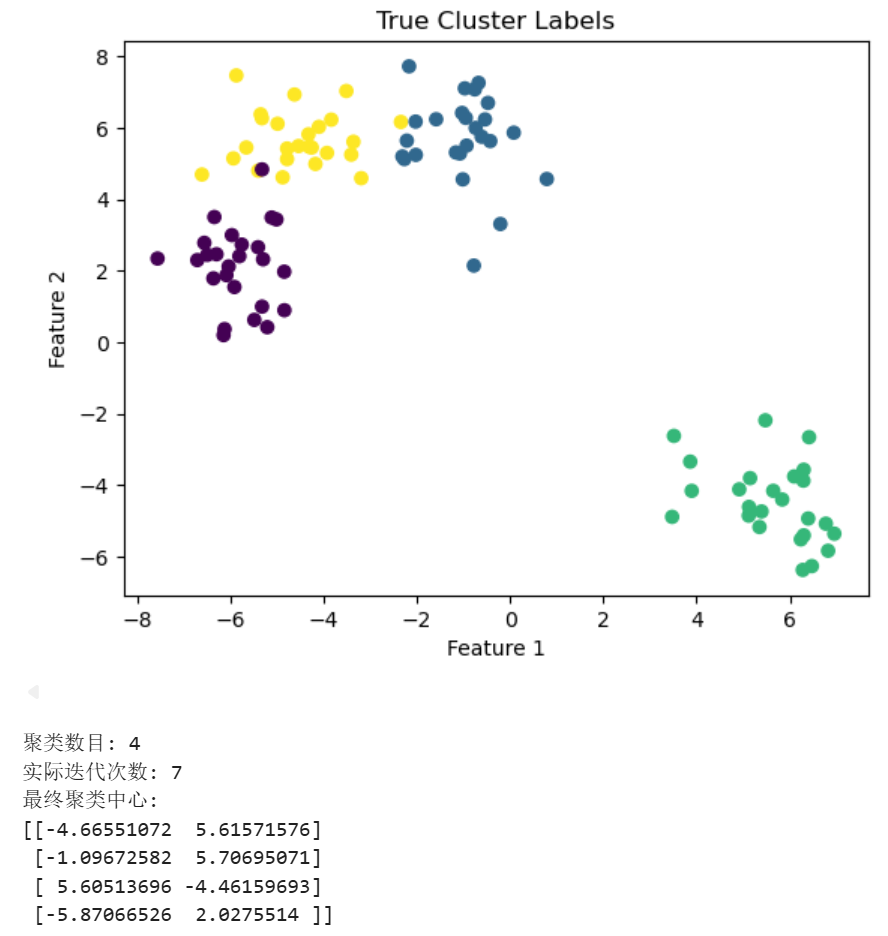 True Cluster Labels
8
6
4
2
0
−2
−4
−6
Feature 2
−8 −6 −4 −2 0 2 4 6
Feature 1
聚类数目: 4
实际迭代次数: 7
最终聚类中心:
[[-4.66551072  5.61571576]
 [-1.09672582  5.70695071]
 [ 5.60513696 -4.46159693]
 [-5.87066526  2.0275514 ]]